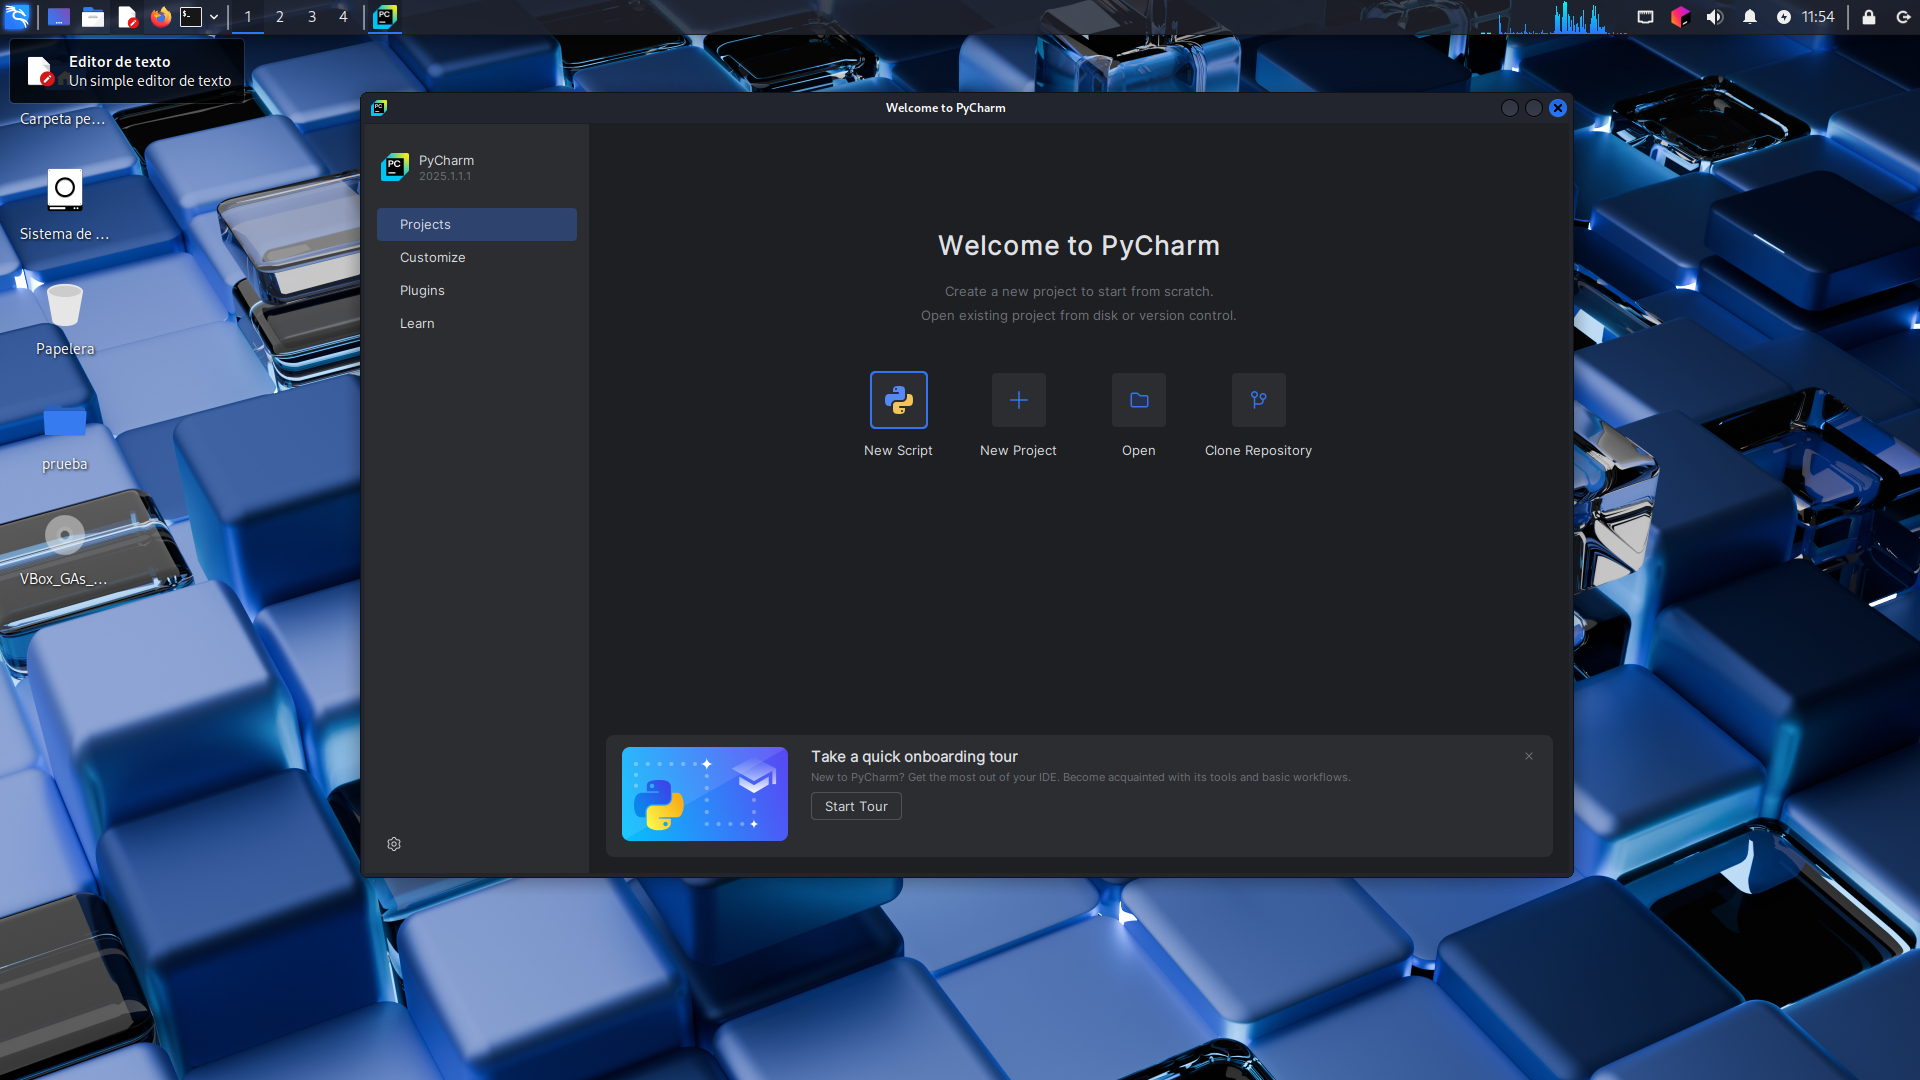 1
2
3
4
PC
11:54
Editor de texto
Un simple editor de texto
Carpeta pe...
Sistema de ...
Papelera
prueba
VBox_GAs_...
PC
Welcome to PyCharm
PC
PyCharm
2025.1.1.1
Projects
Customize
Plugins
Learn
Welcome to PyCharm
Create a new project to start from scratch.
Open existing project from disk or version control.
New Script
New Project
Open
Clone Repository
Take a quick onboarding tour
New to PyCharm? Get the most out of your IDE. Become acquainted with its tools and basic workflows.
Start Tour